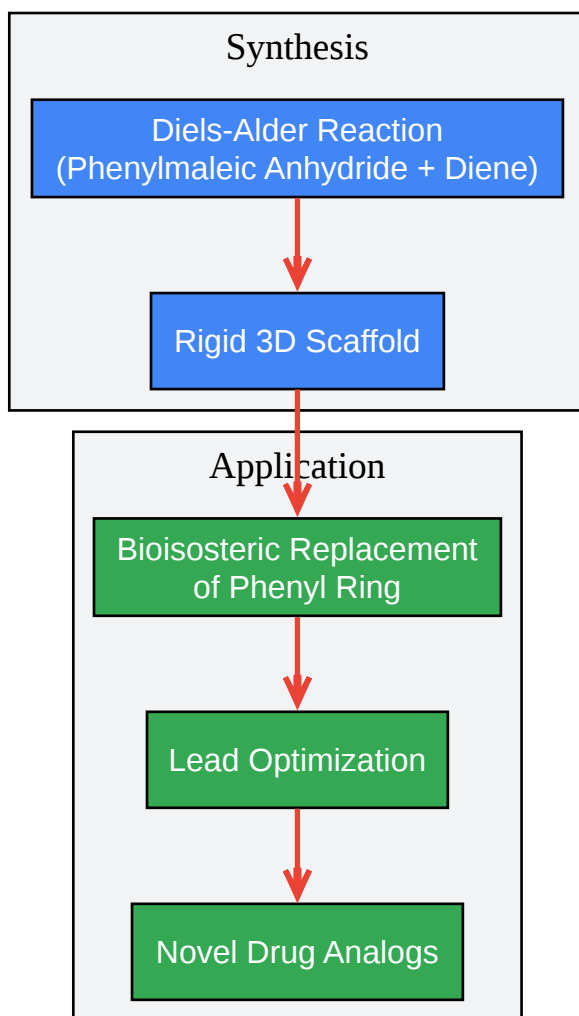 Synthesis
Diels-Alder Reaction
(Phenylmaleic Anhydride + Diene)
Rigid 3D Scaffold
Application
Bioisosteric Replacement
of Phenyl Ring
Lead Optimization
Novel Drug Analogs